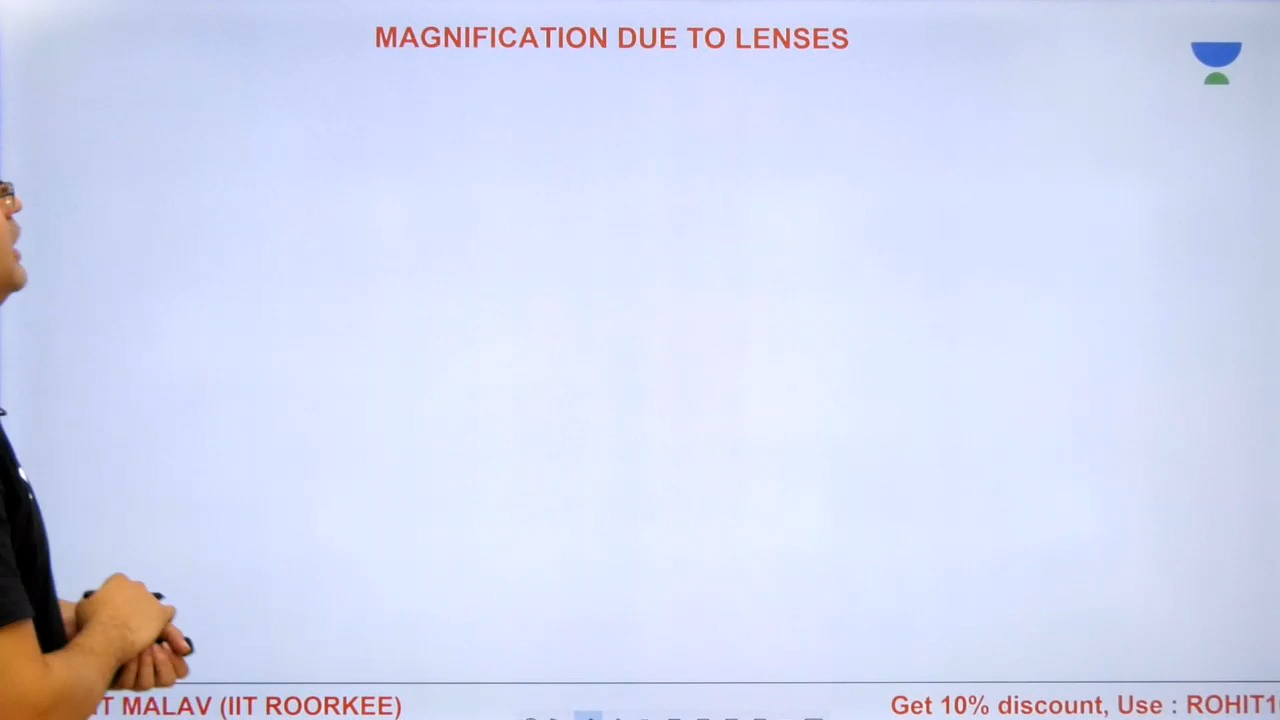 MAGNIFICATION DUE TO LENSES
MALAV (IIT ROORKEE)
Get 10% discount, Use : ROHIT1